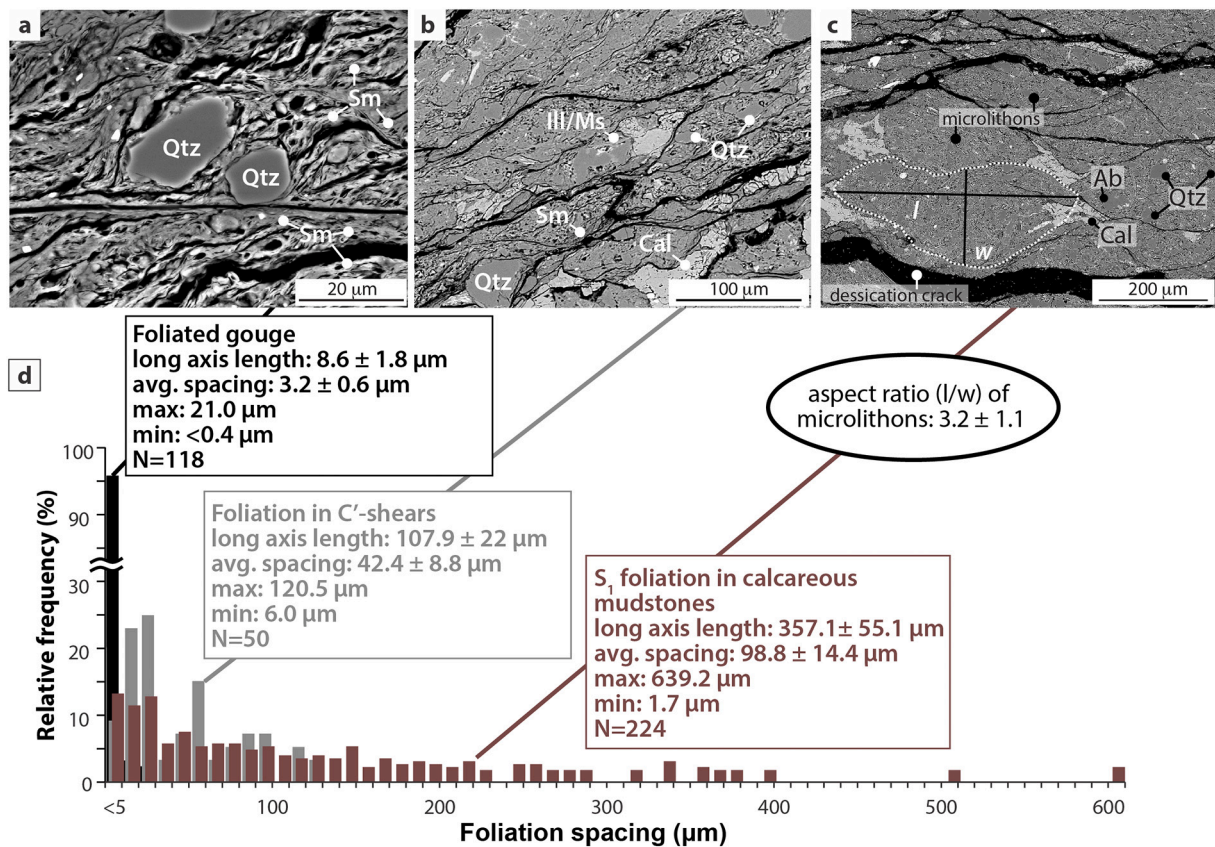 a
Sm
Qtz
Qtz
Sm
20 μm
b
Ill/Ms
Qtz
Sm
Cal
Qtz
100 μm
c
microlithons
Ab
Qtz
l
Cal
w
dessication crack
200 μm
d
Foliated gouge
long axis length: 8.6 ± 1.8 μm
avg. spacing: 3.2 ± 0.6 μm
max: 21.0 μm
min: <0.4 μm
N=118
aspect ratio (l/w) of
microlithons: 3.2 ± 1.1
Foliation in C’-shears
long axis length: 107.9 ± 22 μm
avg. spacing: 42.4 ± 8.8 μm
max: 120.5 μm
min: 6.0 μm
N=50
S1 foliation in calcareous
mudstones
long axis length: 357.1± 55.1 μm
avg. spacing: 98.8 ± 14.4 μm
max: 639.2 μm
min: 1.7 μm
N=224
Relative frequency (%)
100
90
30
20
10
0
<5 100 200 300 400 500 600
Foliation spacing (μm)